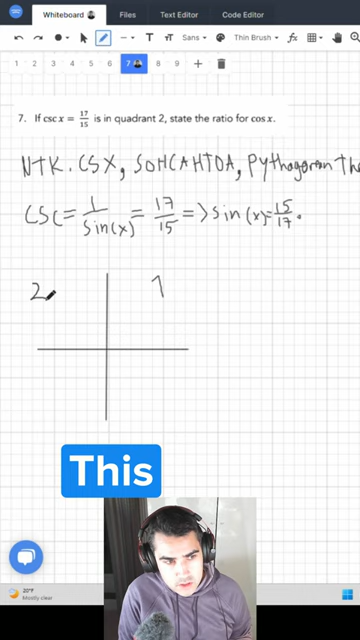 Whiteboard Files Text Editor Code Editor
Sans Thin Brush fx
1 2 3 4 5 6 7 8 9 +
7. If csc x = 17/15 is in quadrant 2, state the ratio for cos x.
NTK. CSX, SOHCAHTOA, Pythagorean The
CSC = 1/sin(x) = 17/15 => sin(x) = 15/17.
2 1
This
20°F
Mostly clear